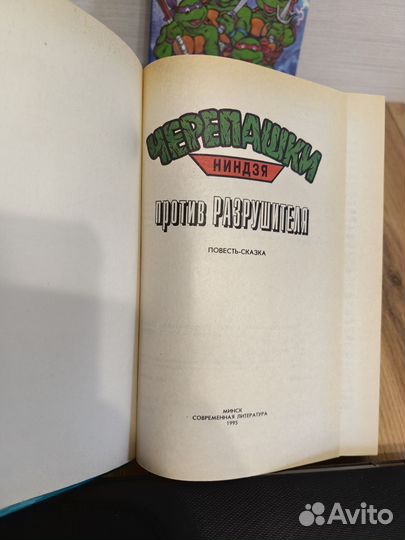 ЧЕРЕПАШКИ
НИНДЗЯ
против РАЗРУШИТЕЛЯ
ПОВЕСТЬ-СКАЗКА
МИНСК
СОВРЕМЕННАЯ ЛИТЕРАТУРА
1995
Avito